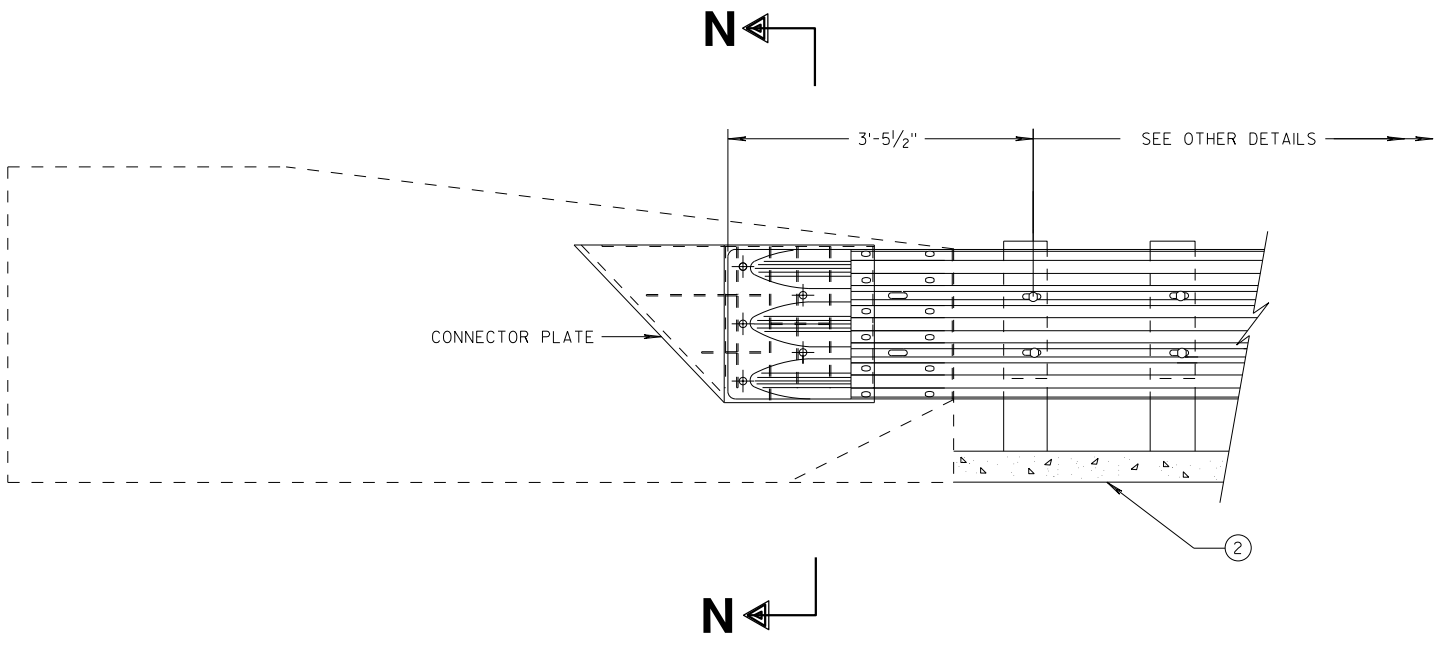 N
3'-5½"
SEE OTHER DETAILS
CONNECTOR PLATE
2
N